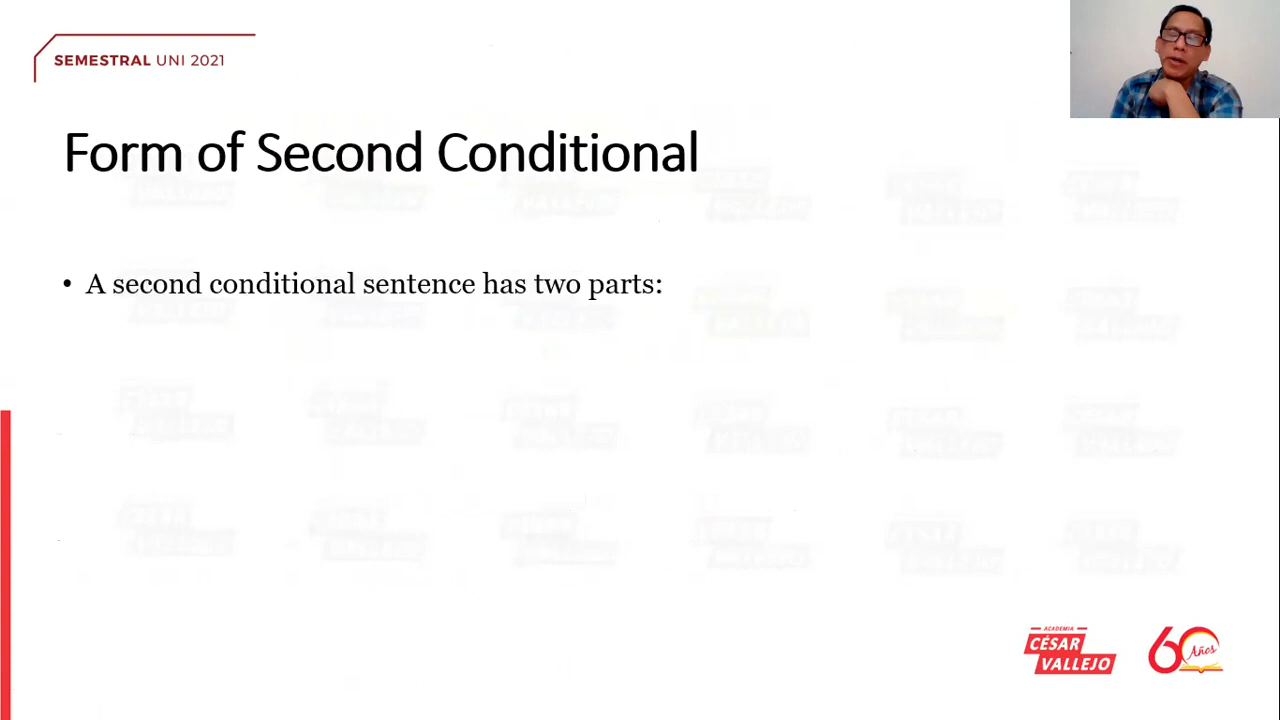 SEMESTRAL UNI 2021
Form of Second Conditional
• A second conditional sentence has two parts:
ACADEMIA
CÉSAR
VALLEJO
60
Años